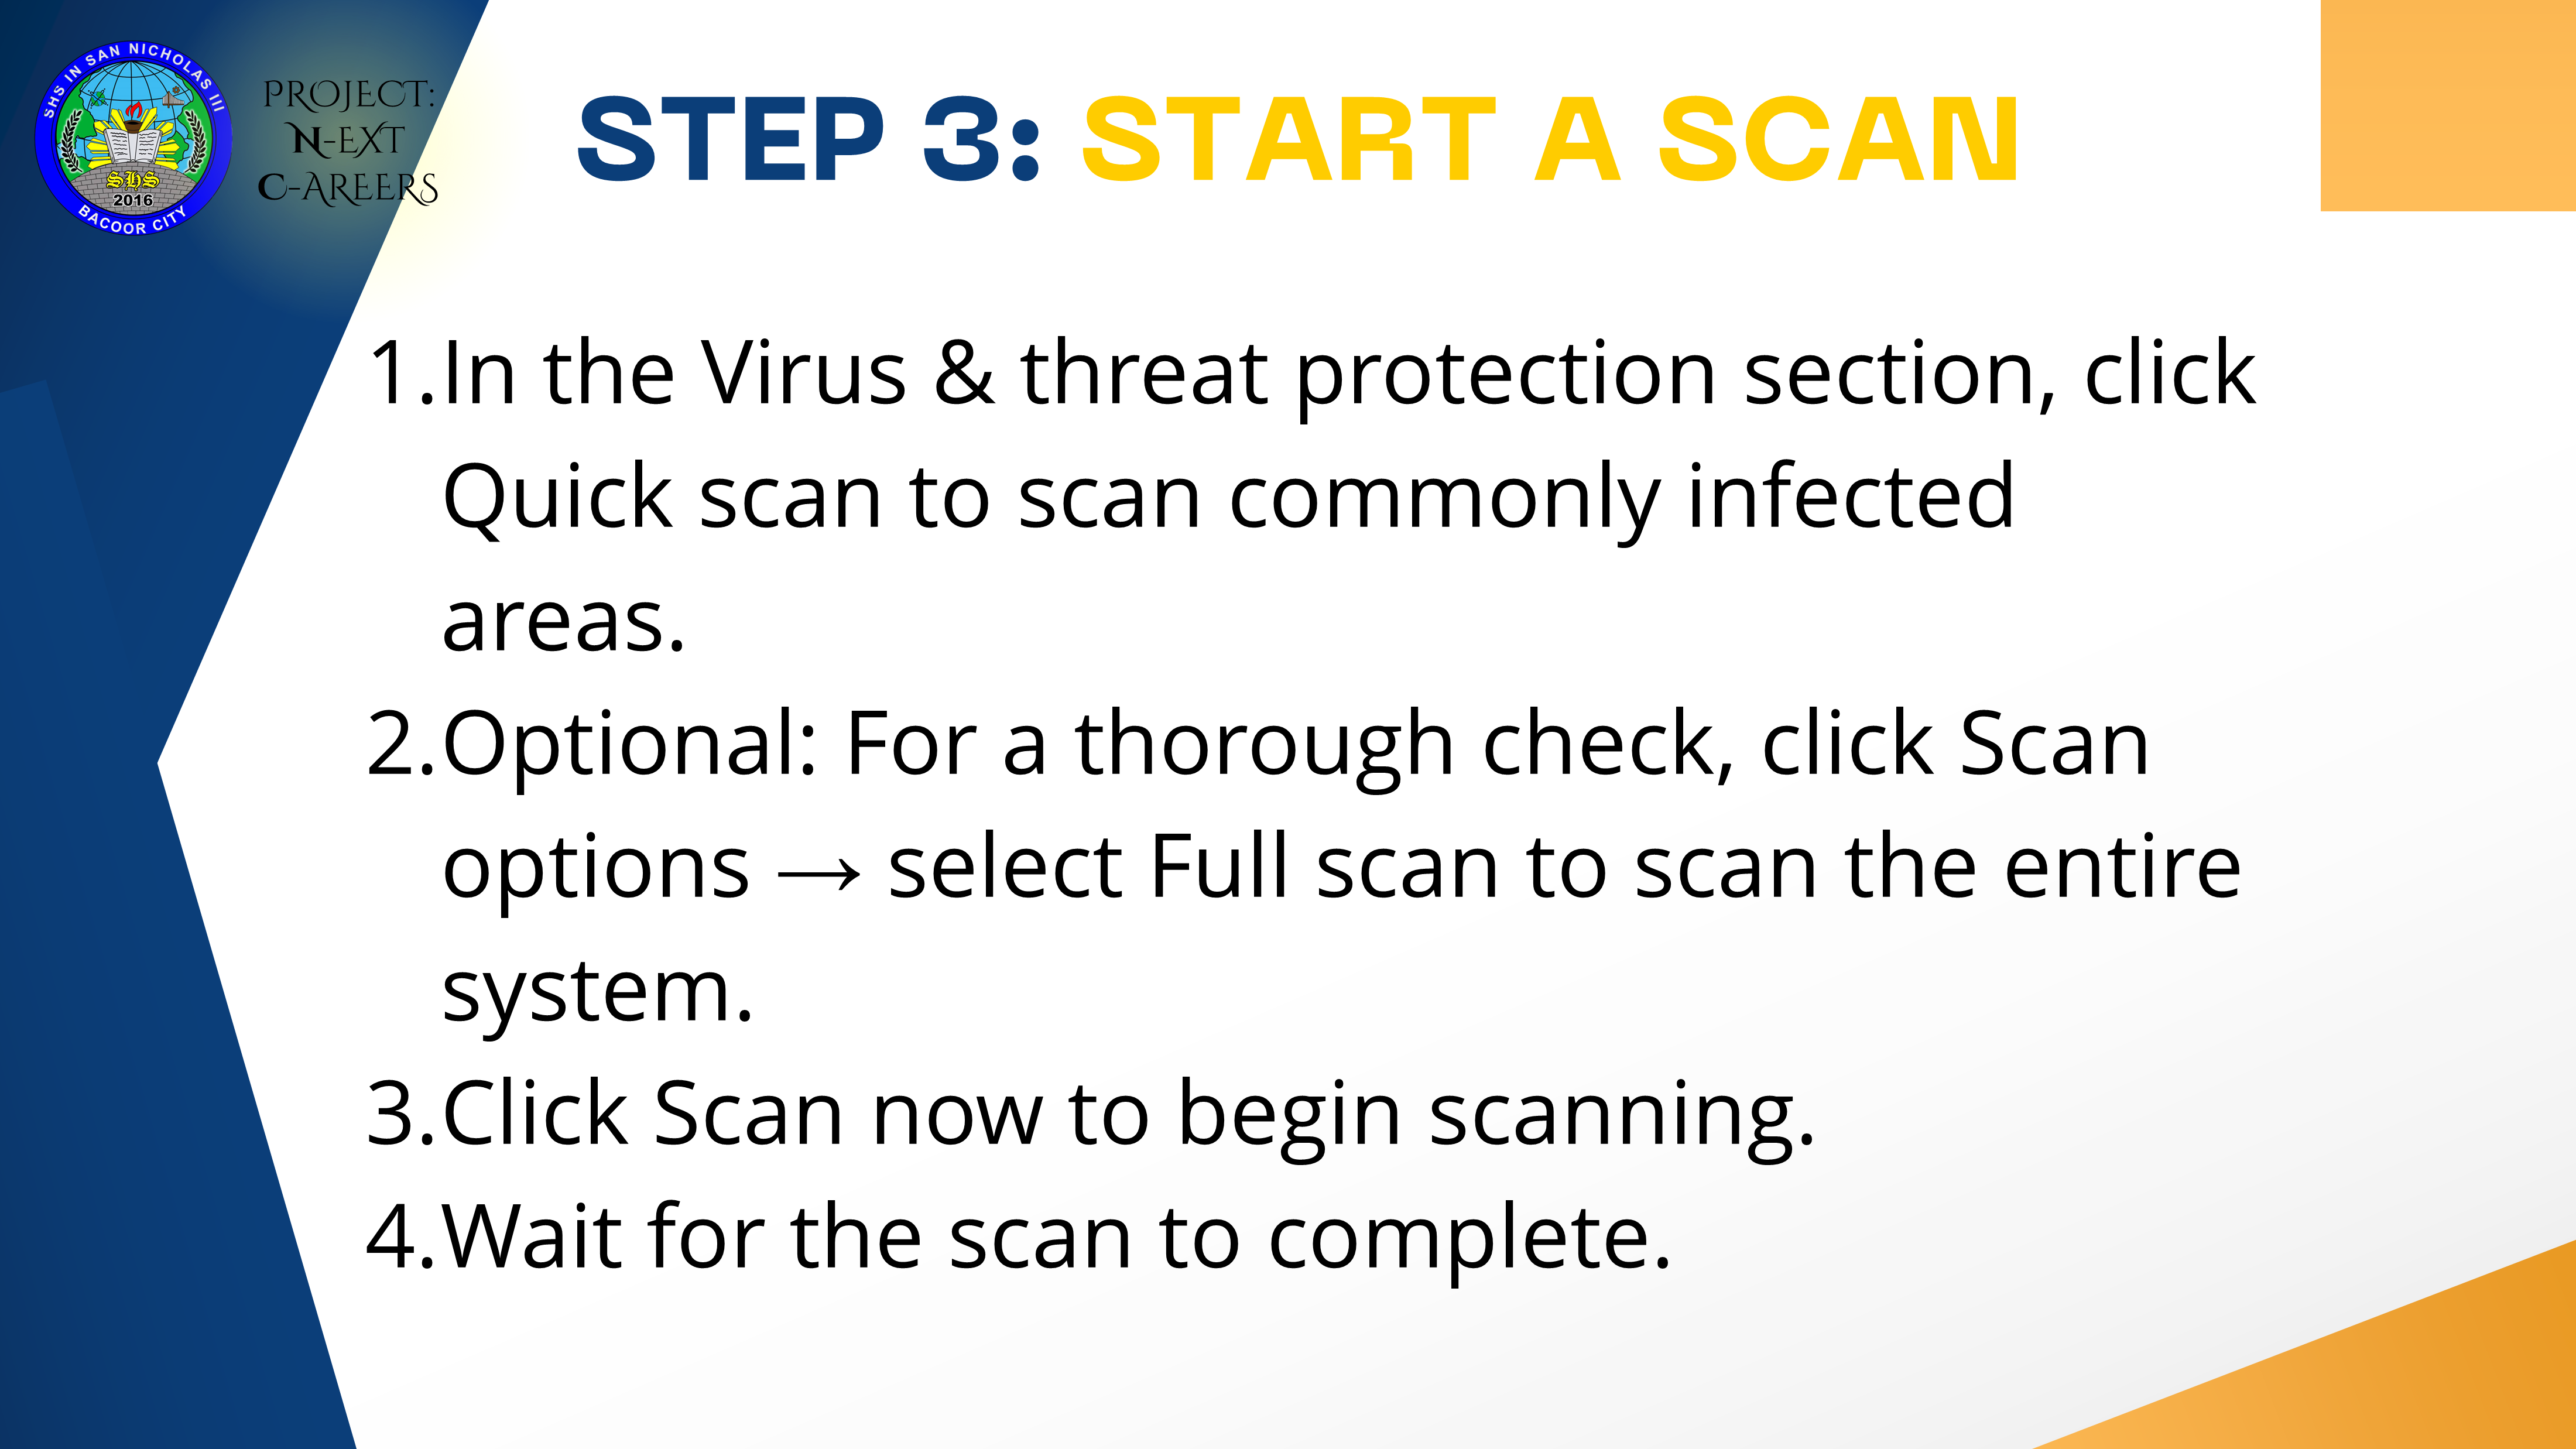 SHS IN SAN NICHOLAS III
SHS
2016
BACOOR CITY
PROJECT:
N-EXT
C-AREERS
STEP 3: START A SCAN
1.In the Virus & threat protection section, click
Quick scan to scan commonly infected
areas.
2.Optional: For a thorough check, click Scan
options → select Full scan to scan the entire
system.
3.Click Scan now to begin scanning.
4.Wait for the scan to complete.